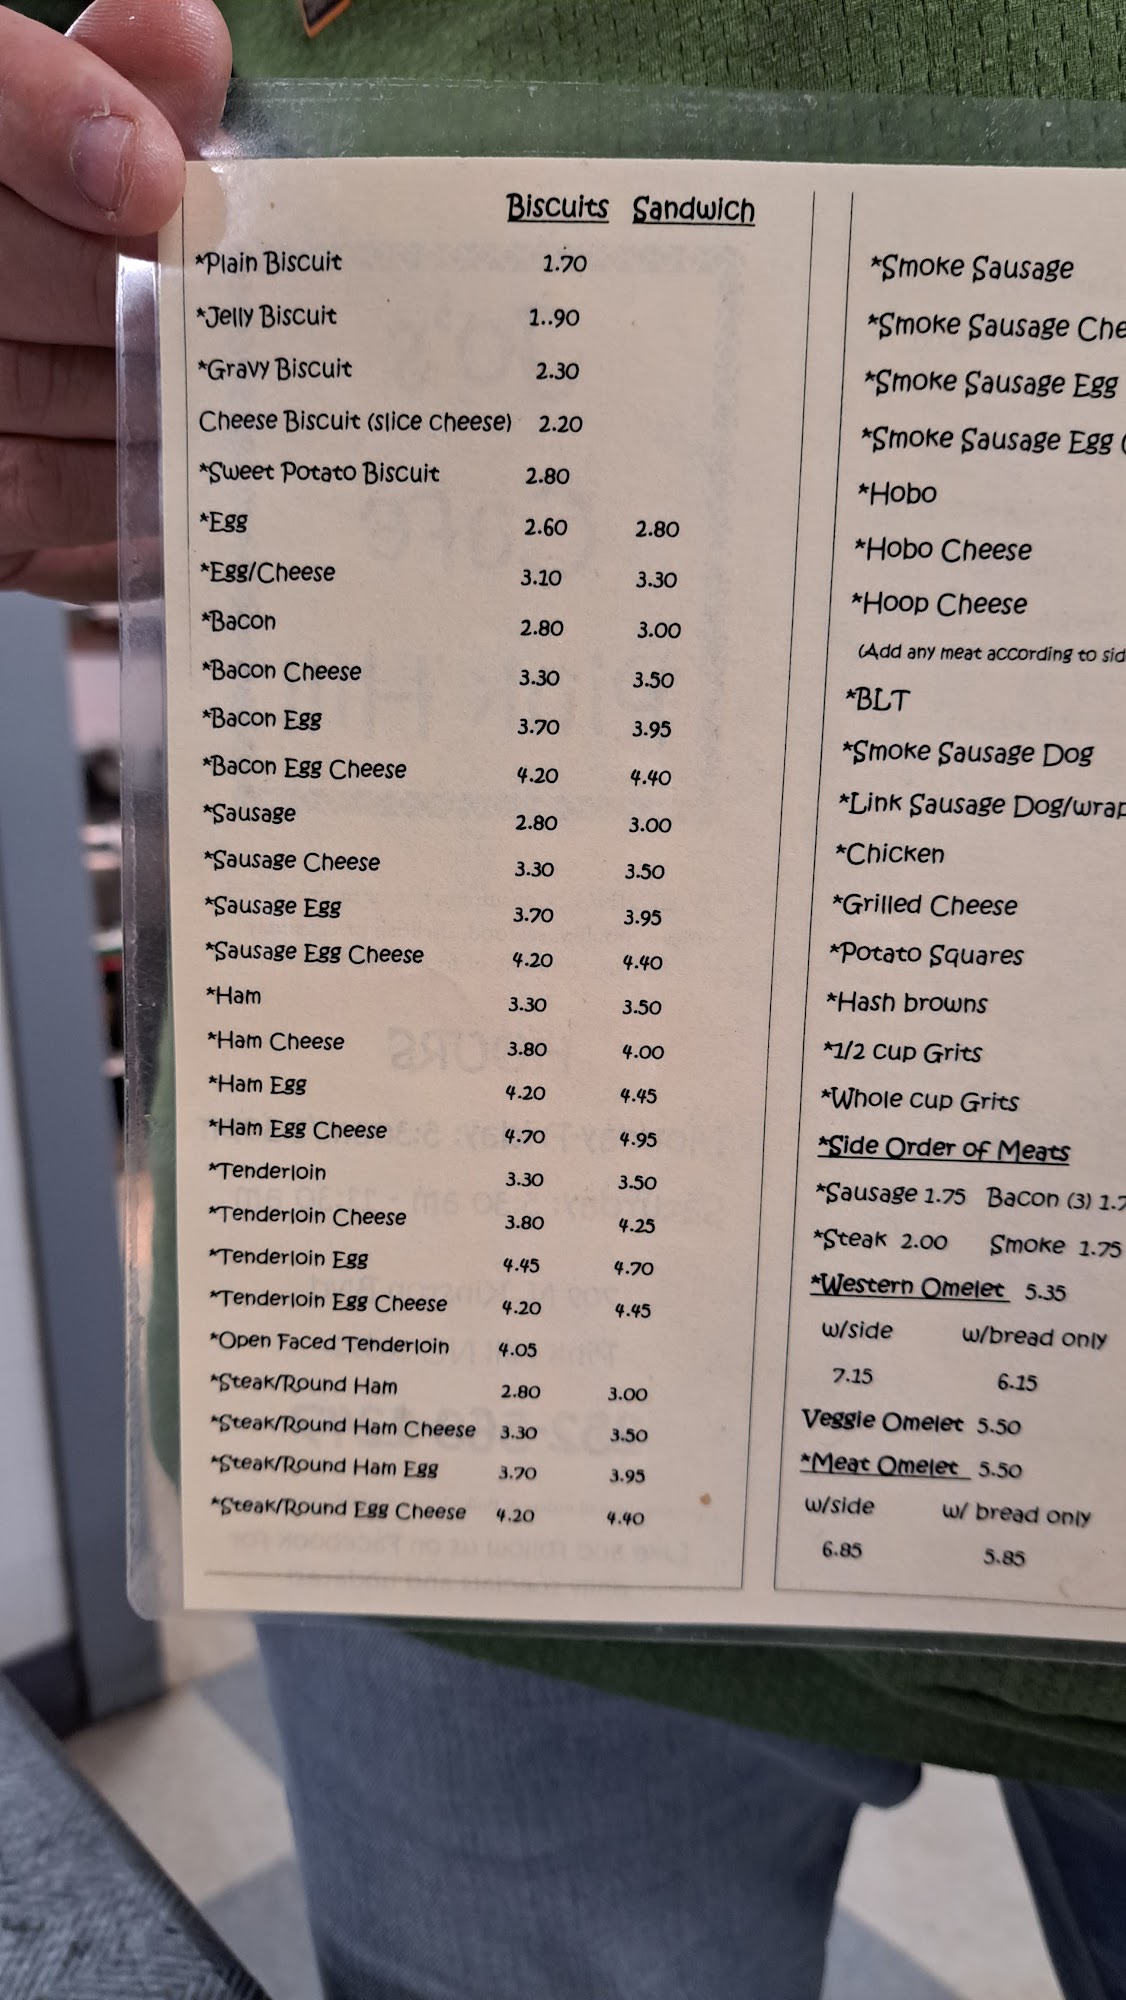 Biscuits Sandwich
*Plain Biscuit 1.70
*Jelly Biscuit 1..90
*Gravy Biscuit 2.30
Cheese Biscuit (slice cheese) 2.20
*Sweet Potato Biscuit 2.80
*Egg 2.60 2.80
*Egg/Cheese 3.10 3.30
*Bacon 2.80 3.00
*Bacon Cheese 3.30 3.50
*Bacon Egg 3.70 3.95
*Bacon Egg Cheese 4.20 4.40
*Sausage 2.80 3.00
*Sausage Cheese 3.30 3.50
*Sausage Egg 3.70 3.95
*Sausage Egg Cheese 4.20 4.40
*Ham 3.30 3.50
*Ham Cheese 3.80 4.00
*Ham Egg 4.20 4.45
*Ham Egg Cheese 4.70 4.95
*Tenderloin 3.30 3.50
*Tenderloin Cheese 3.80 4.25
*Tenderloin Egg 4.45 4.70
*Tenderloin Egg Cheese 4.20 4.45
*Open Faced Tenderloin 4.05
*Steak/Round Ham 2.80 3.00
*Steak/Round Ham Cheese 3.30 3.50
*Steak/Round Ham Egg 3.70 3.95
*Steak/Round Egg Cheese 4.20 4.40
*Smoke Sausage
*Smoke Sausage Che
*Smoke Sausage Egg
*Smoke Sausage Egg
*Hobo
*Hobo Cheese
*Hoop Cheese
(Add any meat according to sid
*BLT
*Smoke Sausage Dog
*Link Sausage Dog/wrap
*Chicken
*Grilled Cheese
*Potato Squares
*Hash browns
*1/2 cup Grits
*Whole cup Grits
*Side Order of Meats
*Sausage 1.75 Bacon (3) 1.7
*Steak 2.00 Smoke 1.75
*Western Omelet 5.35
w/side w/bread only
7.15 6.15
Veggie Omelet 5.50
*Meat Omelet 5.50
w/side w/ bread only
6.85 5.85